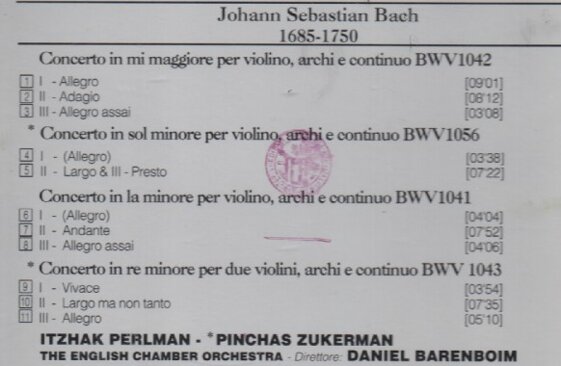 Johann Sebastian Bach
1685-1750
Concerto in mi maggiore per violino, archi e continuo BWV1042
1 I - Allegro [09'01]
2 II - Adagio [08'12]
3 III - Allegro assai [03'08]
* Concerto in sol minore per violino, archi e continuo BWV1056
4 I - (Allegro) [03'38]
5 II - Largo & III - Presto [07'22]
Concerto in la minore per violino, archi e continuo BWV1041
6 I - (Allegro) [04'04]
7 II - Andante [07'52]
8 III - Allegro assai [04'06]
* Concerto in re minore per due violini, archi e continuo BWV 1043
9 I - Vivace [03'54]
10 II - Largo ma non tanto [07'35]
11 III - Allegro [05'10]
ITZHAK PERLMAN - *PINCHAS ZUKERMAN
THE ENGLISH CHAMBER ORCHESTRA - Direttore: DANIEL BARENBOIM